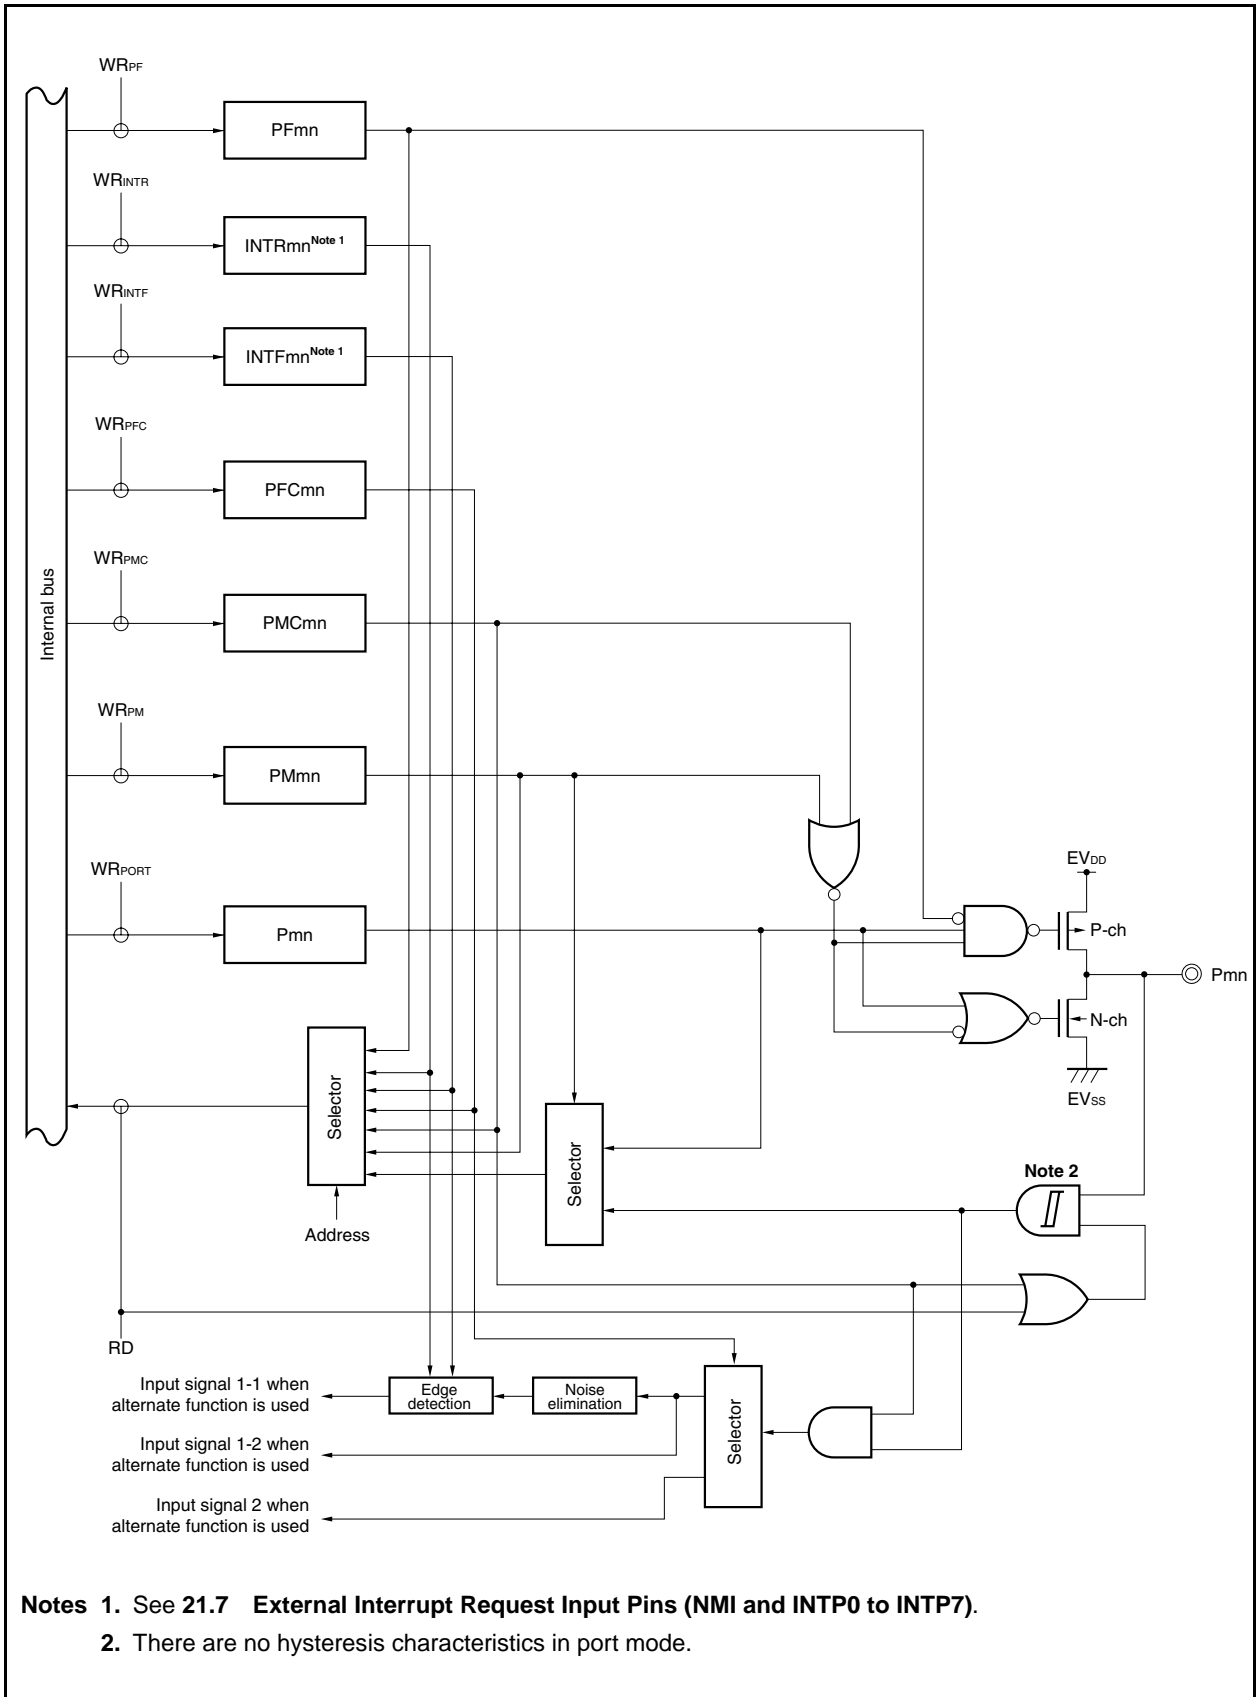 WRPF
PFmn
WRINTR
INTRmnNote 1
WRINTF
INTFmnNote 1
WRPFC
PFCmn
WRPMC
PMCmn
Internal bus
WRPM
PMmn
WRPORT
Pmn
EVDD
P-ch
Pmn
N-ch
EVSS
Selector
Selector
Note 2
Address
RD
Input signal 1-1 when
alternate function is used
Edge
detection
Noise
elimination
Selector
Input signal 1-2 when
alternate function is used
Input signal 2 when
alternate function is used
Notes 1. See 21.7 External Interrupt Request Input Pins (NMI and INTP0 to INTP7).
2. There are no hysteresis characteristics in port mode.